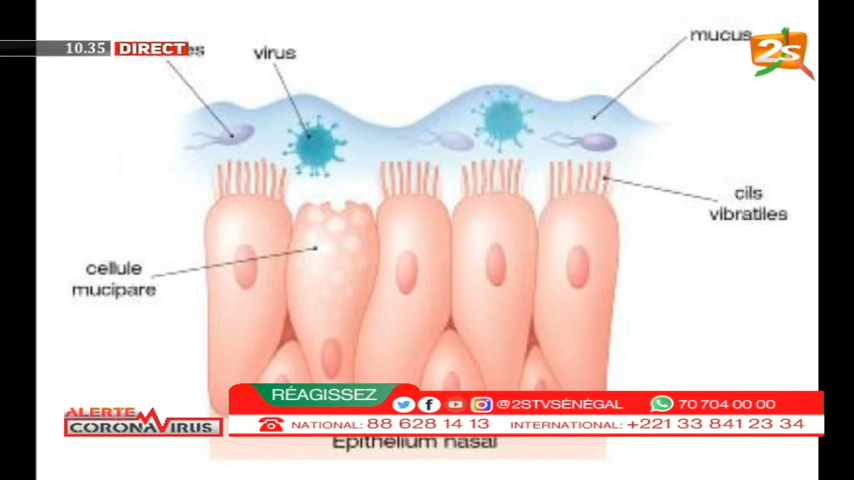 10.35 DIRECT
virus
mucus
2s
cils
vibratiles
cellule
mucipare
RÉAGISSEZ
@2STVSÉNÉGAL 70 704 00 00
ALERTE
CORONAVIRUS
NATIONAL: 88 628 14 13 INTERNATIONAL: +221 33 841 23 34
Epithelium nasal